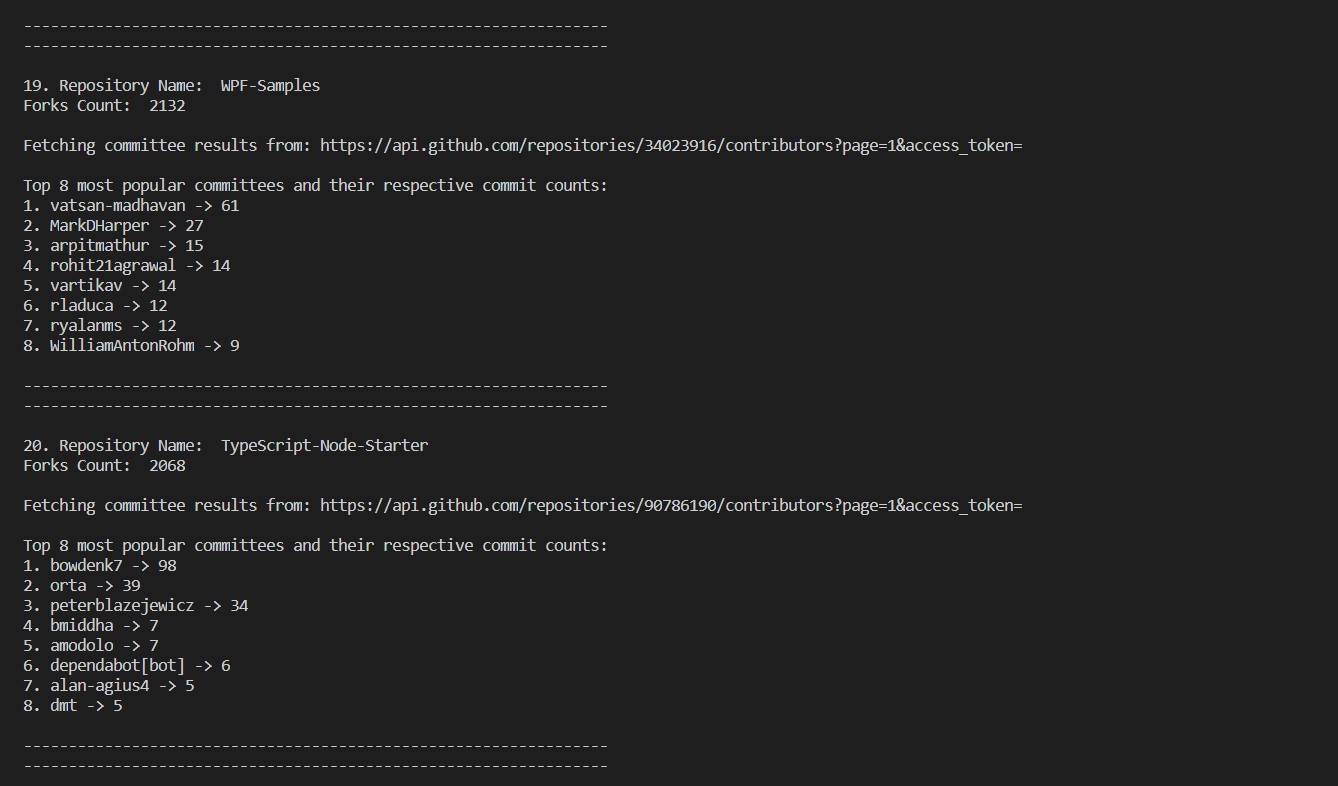 -----------------------------------------------------------------
-----------------------------------------------------------------
19. Repository Name:  WPF-Samples
Forks Count:  2132
Fetching committee results from: https://api.github.com/repositories/34023916/contributors?page=1&access_token=
Top 8 most popular committees and their respective commit counts:
1. vatsan-madhavan -> 61
2. MarkDHarper -> 27
3. arpitmathur -> 15
4. rohit21agrawal -> 14
5. vartikav -> 14
6. rladuca -> 12
7. ryalanms -> 12
8. WilliamAntonRohm -> 9
-----------------------------------------------------------------
-----------------------------------------------------------------
20. Repository Name:  TypeScript-Node-Starter
Forks Count:  2068
Fetching committee results from: https://api.github.com/repositories/90786190/contributors?page=1&access_token=
Top 8 most popular committees and their respective commit counts:
1. bowdenk7 -> 98
2. orta -> 39
3. peterblazejewicz -> 34
4. bmiddha -> 7
5. amodolo -> 7
6. dependabot[bot] -> 6
7. alan-agius4 -> 5
8. dmt -> 5
-----------------------------------------------------------------
-----------------------------------------------------------------